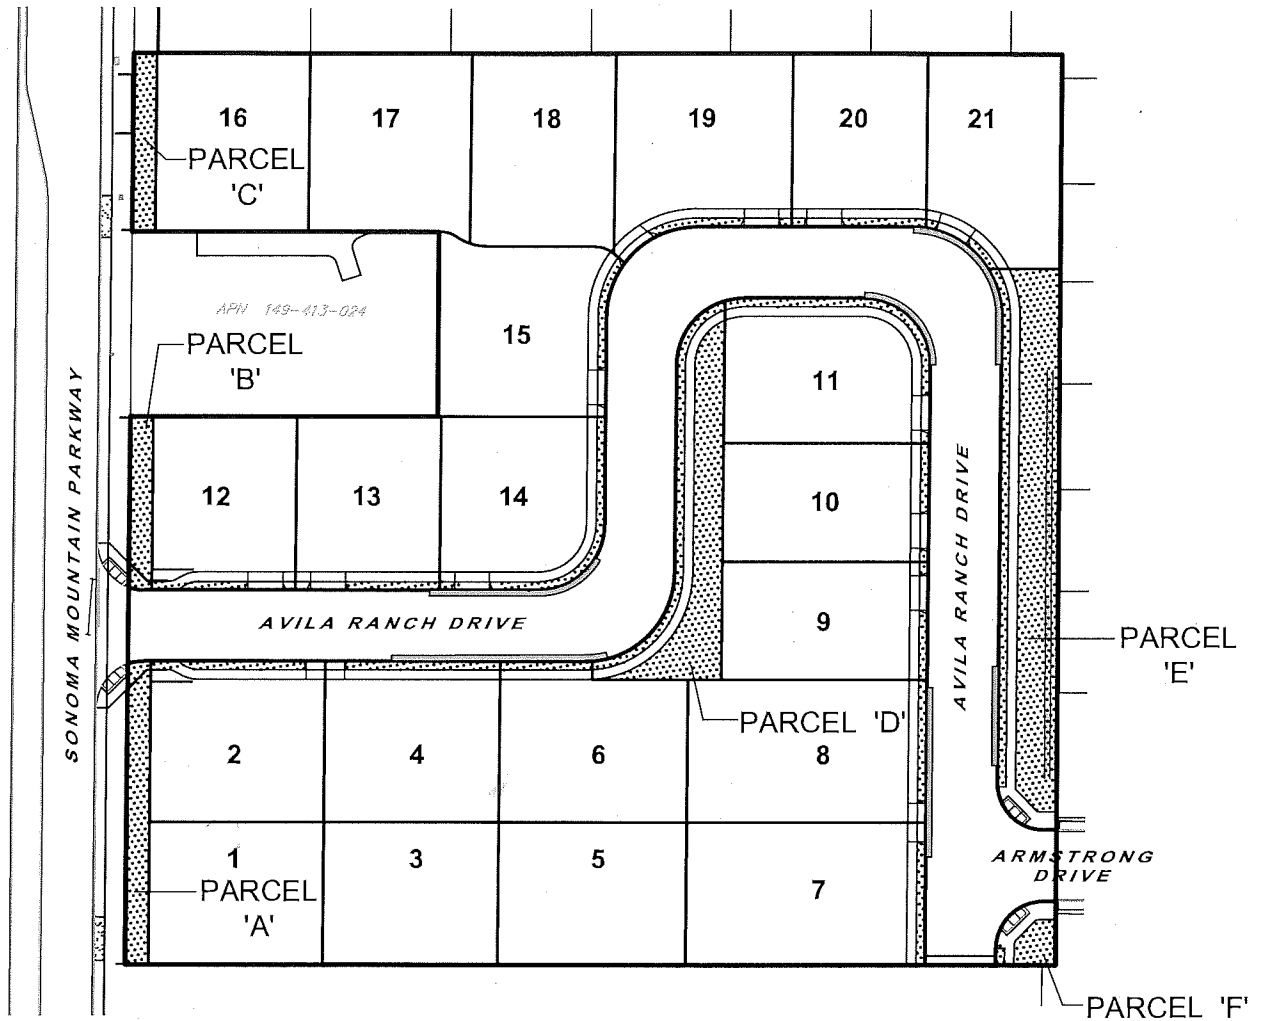 16
17
18
19
20
21
PARCEL
'C'
APN 149-413-024
PARCEL
'B'
15
11
12
13
14
10
9
SONOMA MOUNTAIN PARKWAY
AVILA RANCH DRIVE
AVILA RANCH DRIVE
PARCEL
'E'
PARCEL 'D'
2
4
6
8
1
3
5
7
PARCEL
'A'
ARMSTRONG
DRIVE
PARCEL 'F'